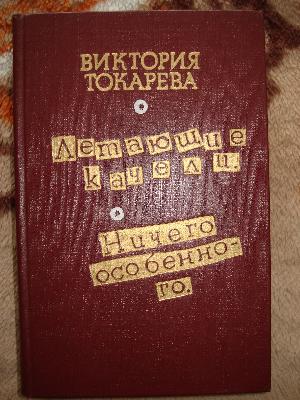 ВИКТОРИЯ
ТОКАРЕВА
Летающие
качели.
Ничего
особенно-
го.